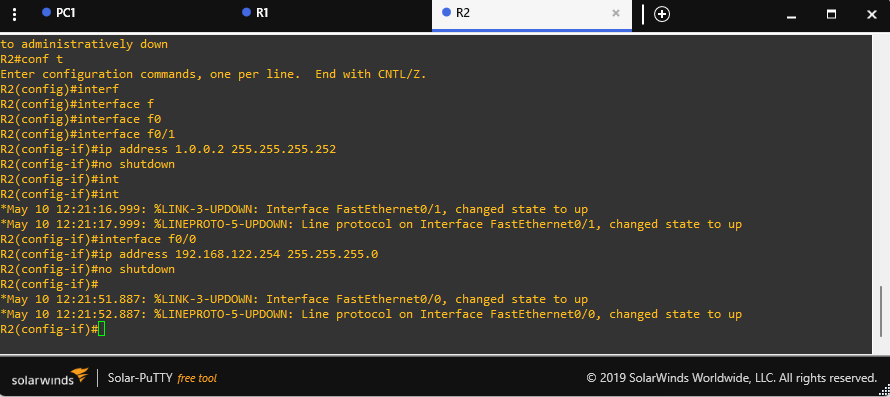 PC1
R1
R2
to administratively down
R2#conf t
Enter configuration commands, one per line.  End with CNTL/Z.
R2(config)#interf
R2(config)#interface f
R2(config)#interface f0
R2(config)#interface f0/1
R2(config-if)#ip address 1.0.0.2 255.255.255.252
R2(config-if)#no shutdown
R2(config-if)#int
R2(config-if)#int
*May 10 12:21:16.999: %LINK-3-UPDOWN: Interface FastEthernet0/1, changed state to up
*May 10 12:21:17.999: %LINEPROTO-5-UPDOWN: Line protocol on Interface FastEthernet0/1, changed state to up
R2(config-if)#interface f0/0
R2(config-if)#ip address 192.168.122.254 255.255.255.0
R2(config-if)#no shutdown
R2(config-if)#
*May 10 12:21:51.887: %LINK-3-UPDOWN: Interface FastEthernet0/0, changed state to up
*May 10 12:21:52.887: %LINEPROTO-5-UPDOWN: Line protocol on Interface FastEthernet0/0, changed state to up
R2(config-if)#
solarwinds | Solar-PuTTY free tool © 2019 SolarWinds Worldwide, LLC. All rights reserved.